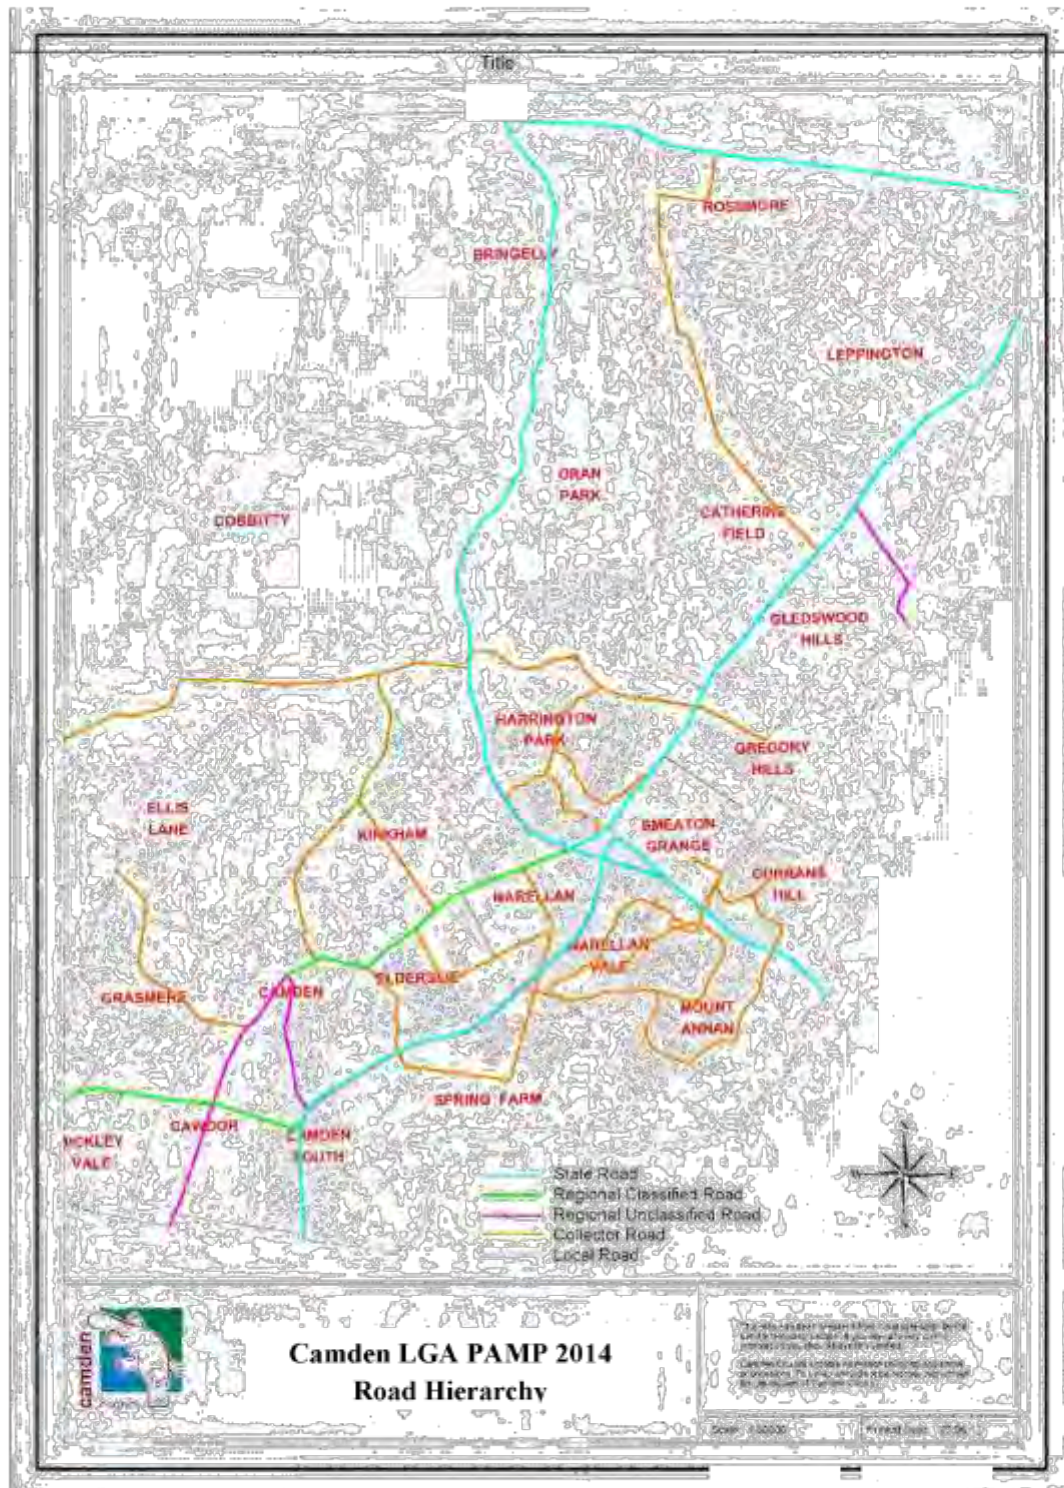 Title
ROSSMORE
BRINGELLY
LEPPINGTON
ORAN
PARK
COBBITTY
CATHERINE
FIELD
GLEDSWOOD
HILLS
HARRINGTON
PARK
GREGORY
HILLS
ELLIS
LANE
KIRKHAM
SMEATON
GRANGE
CURRANS
HILL
NARELLAN
NARELLAN
VALE
ELDERSLIE
GRASMERE
CAMDEN
MOUNT
ANNAN
SPRING FARM
CAWDOR
CAMDEN
SOUTH
VALE
State Road
Regional Classified Road
Regional Unclassified Road
Collector Road
Local Road
W E
camden
Camden LGA PAMP 2014
Road Hierarchy